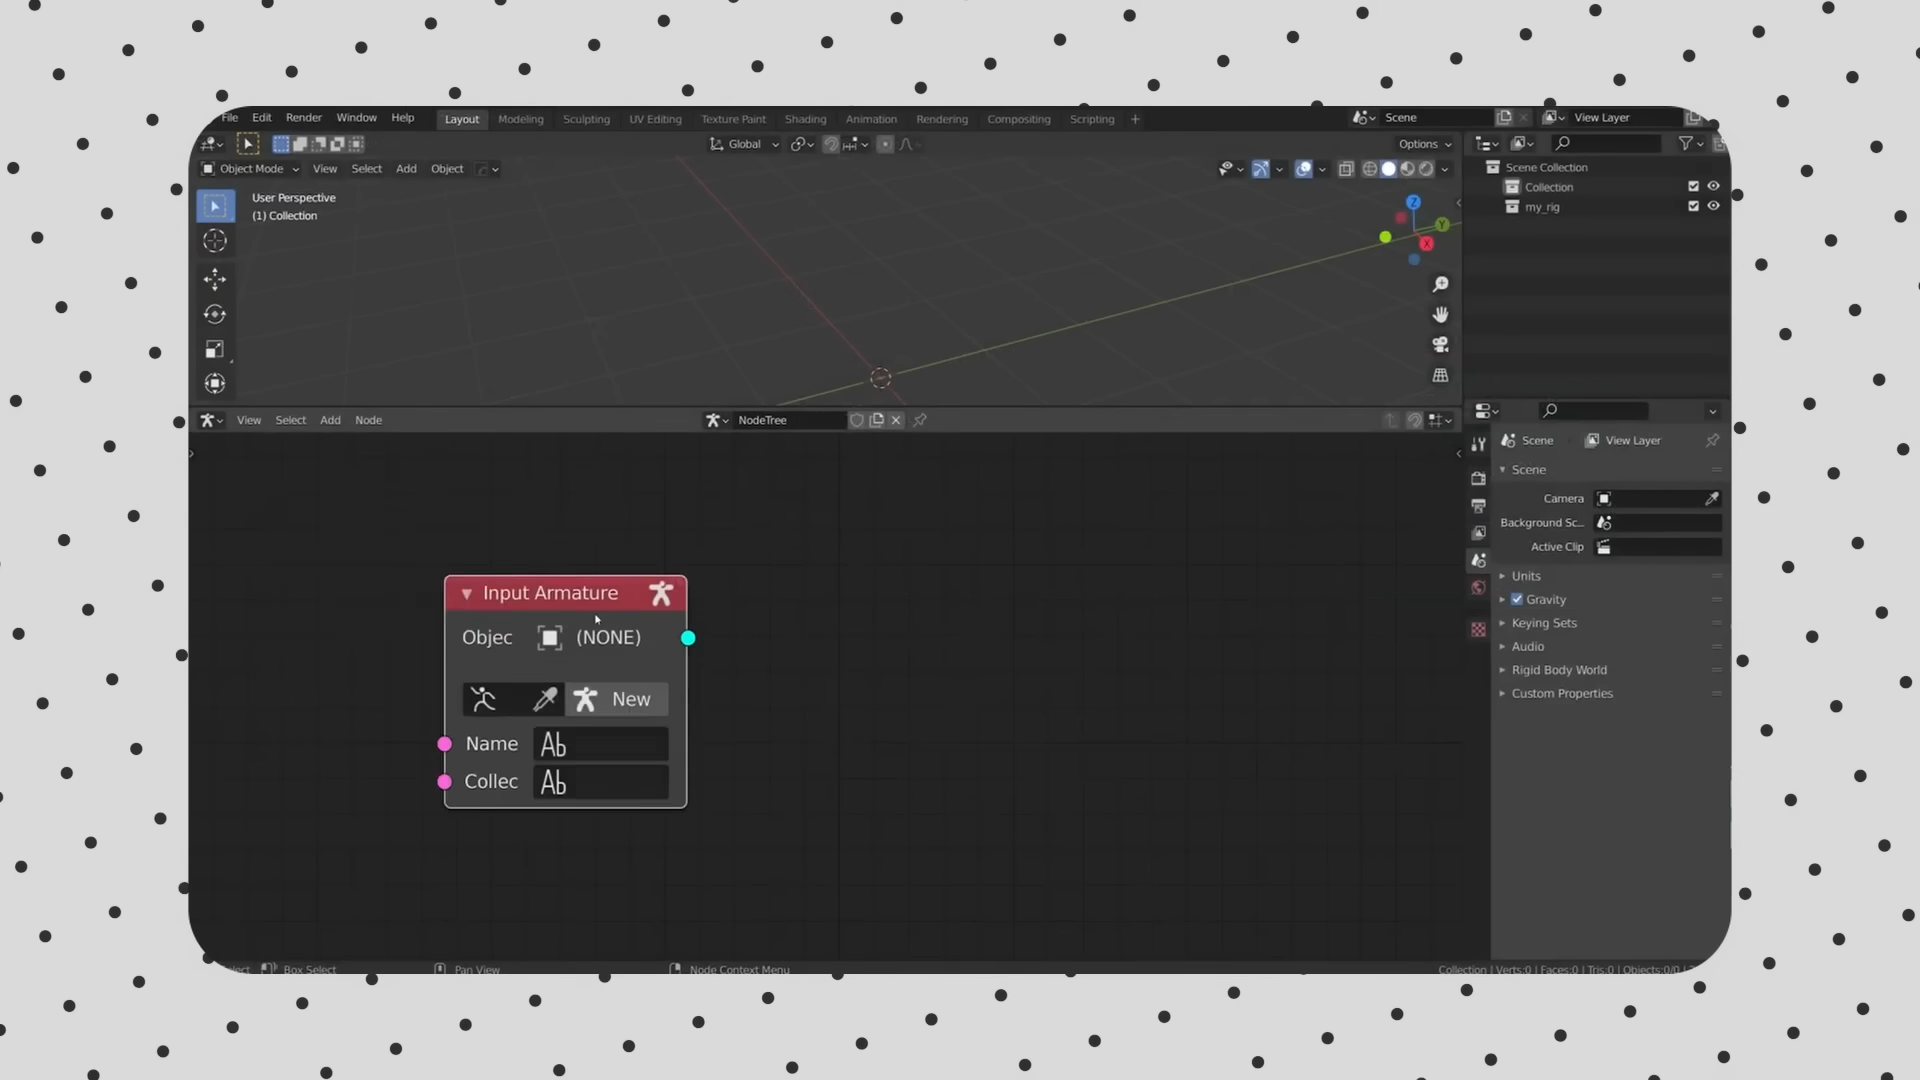 File Edit Render Window Help Layout Modeling Sculpting UV Editing Texture Paint Shading Animation Rendering Compositing Scripting + Scene View Layer
Global Options
Object Mode View Select Add Object
User Perspective
(1) Collection
Z
Y
X
Scene Collection
Collection
my_rig
View Select Add Node NodeTree
Input Armature
Objec (NONE)
New
Name Ab
Collec Ab
Scene View Layer
Scene
Camera
Background Sc...
Active Clip
Units
Gravity
Keying Sets
Audio
Rigid Body World
Custom Properties
Box Select Pan View Node Context Menu Collection | Verts:0 | Faces:0 | Tris:0 | Objects:0/0